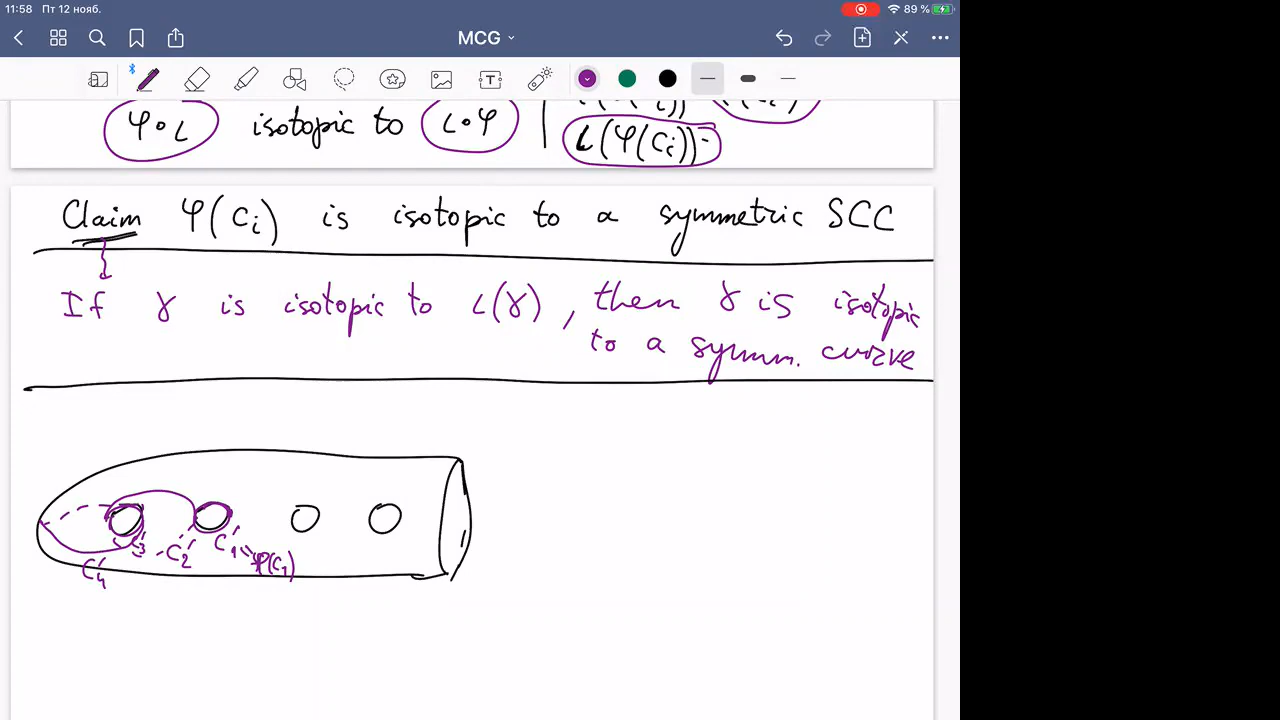 11:58 Пт 12 нояб.
89 %
MCG
φ∘ι isotopic to ι∘φ
ι(φ(Cᵢ))=
Claim φ(Cᵢ) is isotopic to a symmetric SCC
If γ is isotopic to ι(γ), then γ is isotopic
to a symm. curve
C₁'
C₂'
C₃'
C₄'
φ(C₁)